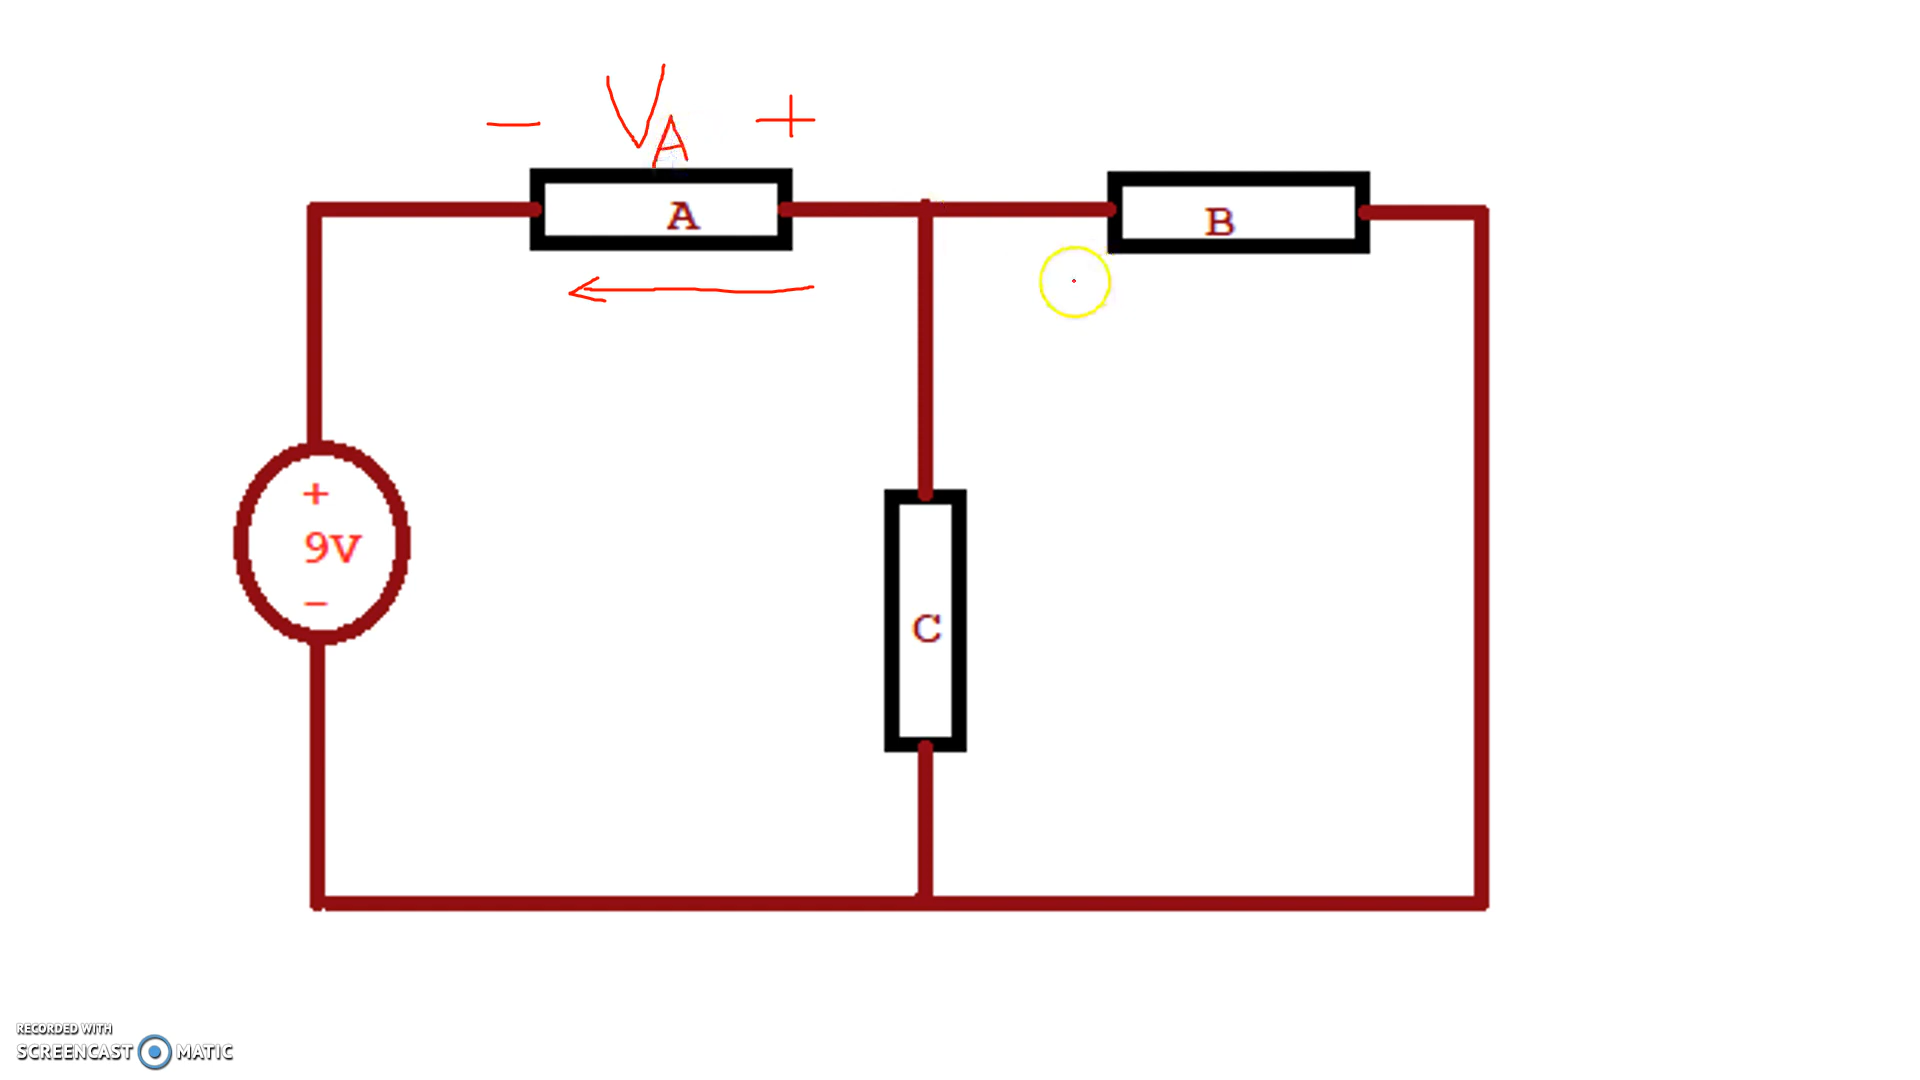 - VA +
A
B
+
9V
-
C
RECORDED WITH
SCREENCAST MATIC